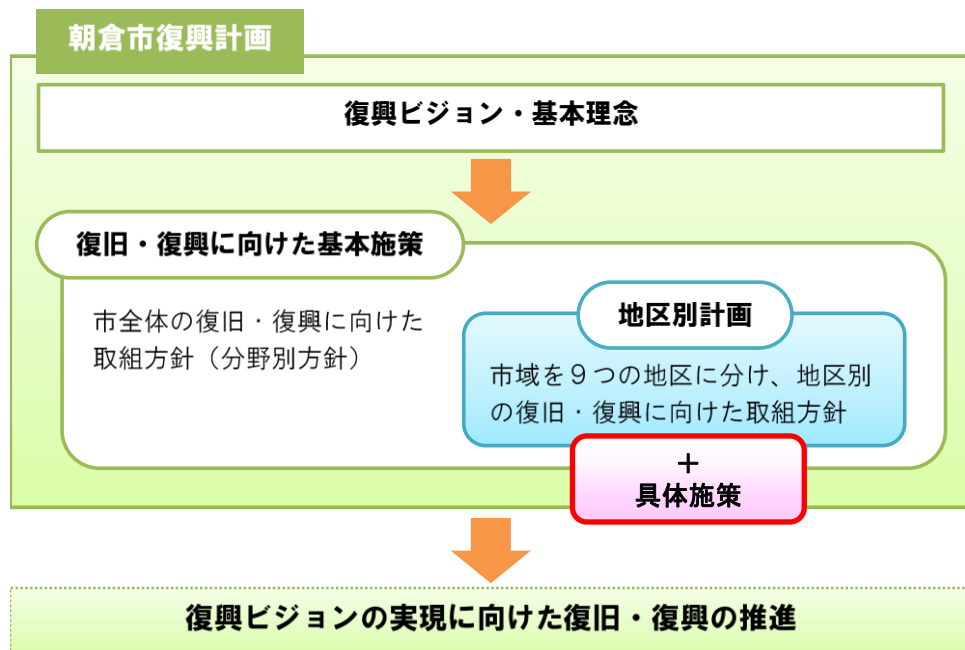 朝倉市復興計画
復興ビジョン・基本理念
復旧・復興に向けた基本施策
市全体の復旧・復興に向けた
取組方針（分野別方針）
地区別計画
市域を９つの地区に分け、地区別
の復旧・復興に向けた取組方針
＋
具体施策
復興ビジョンの実現に向けた復旧・復興の推進